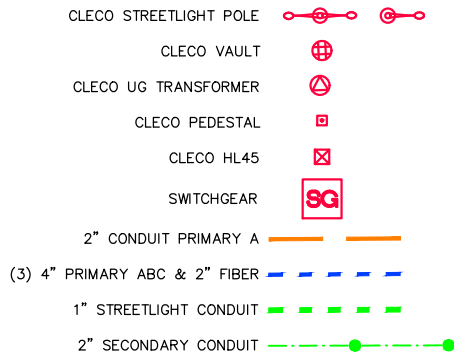 CLECO STREETLIGHT POLE
CLECO VAULT
CLECO UG TRANSFORMER
CLECO PEDESTAL
CLECO HL45
SWITCHGEAR SG
2” CONDUIT PRIMARY A
(3) 4” PRIMARY ABC & 2” FIBER
1” STREETLIGHT CONDUIT
2” SECONDARY CONDUIT